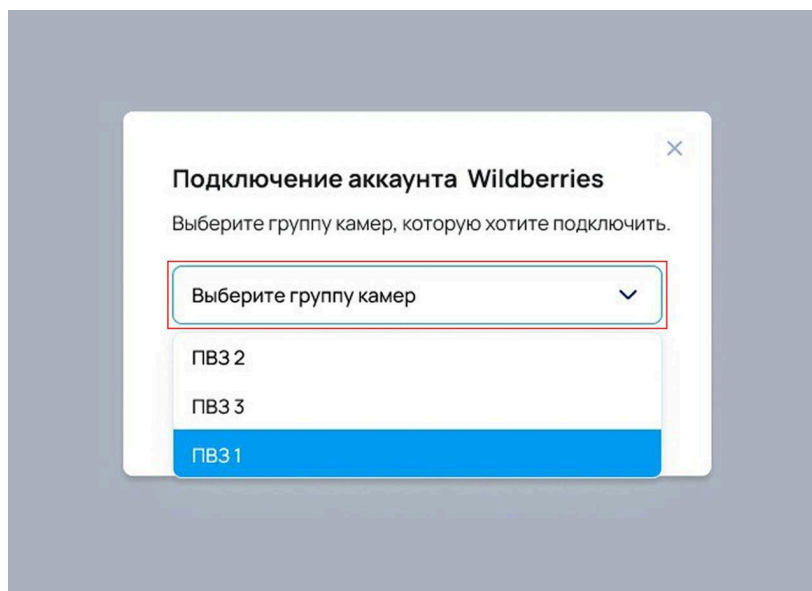 Подключение аккаунта Wildberries
Выберите группу камер, которую хотите подключить.
Выберите группу камер
ПВЗ 2
ПВЗ 3
ПВЗ 1